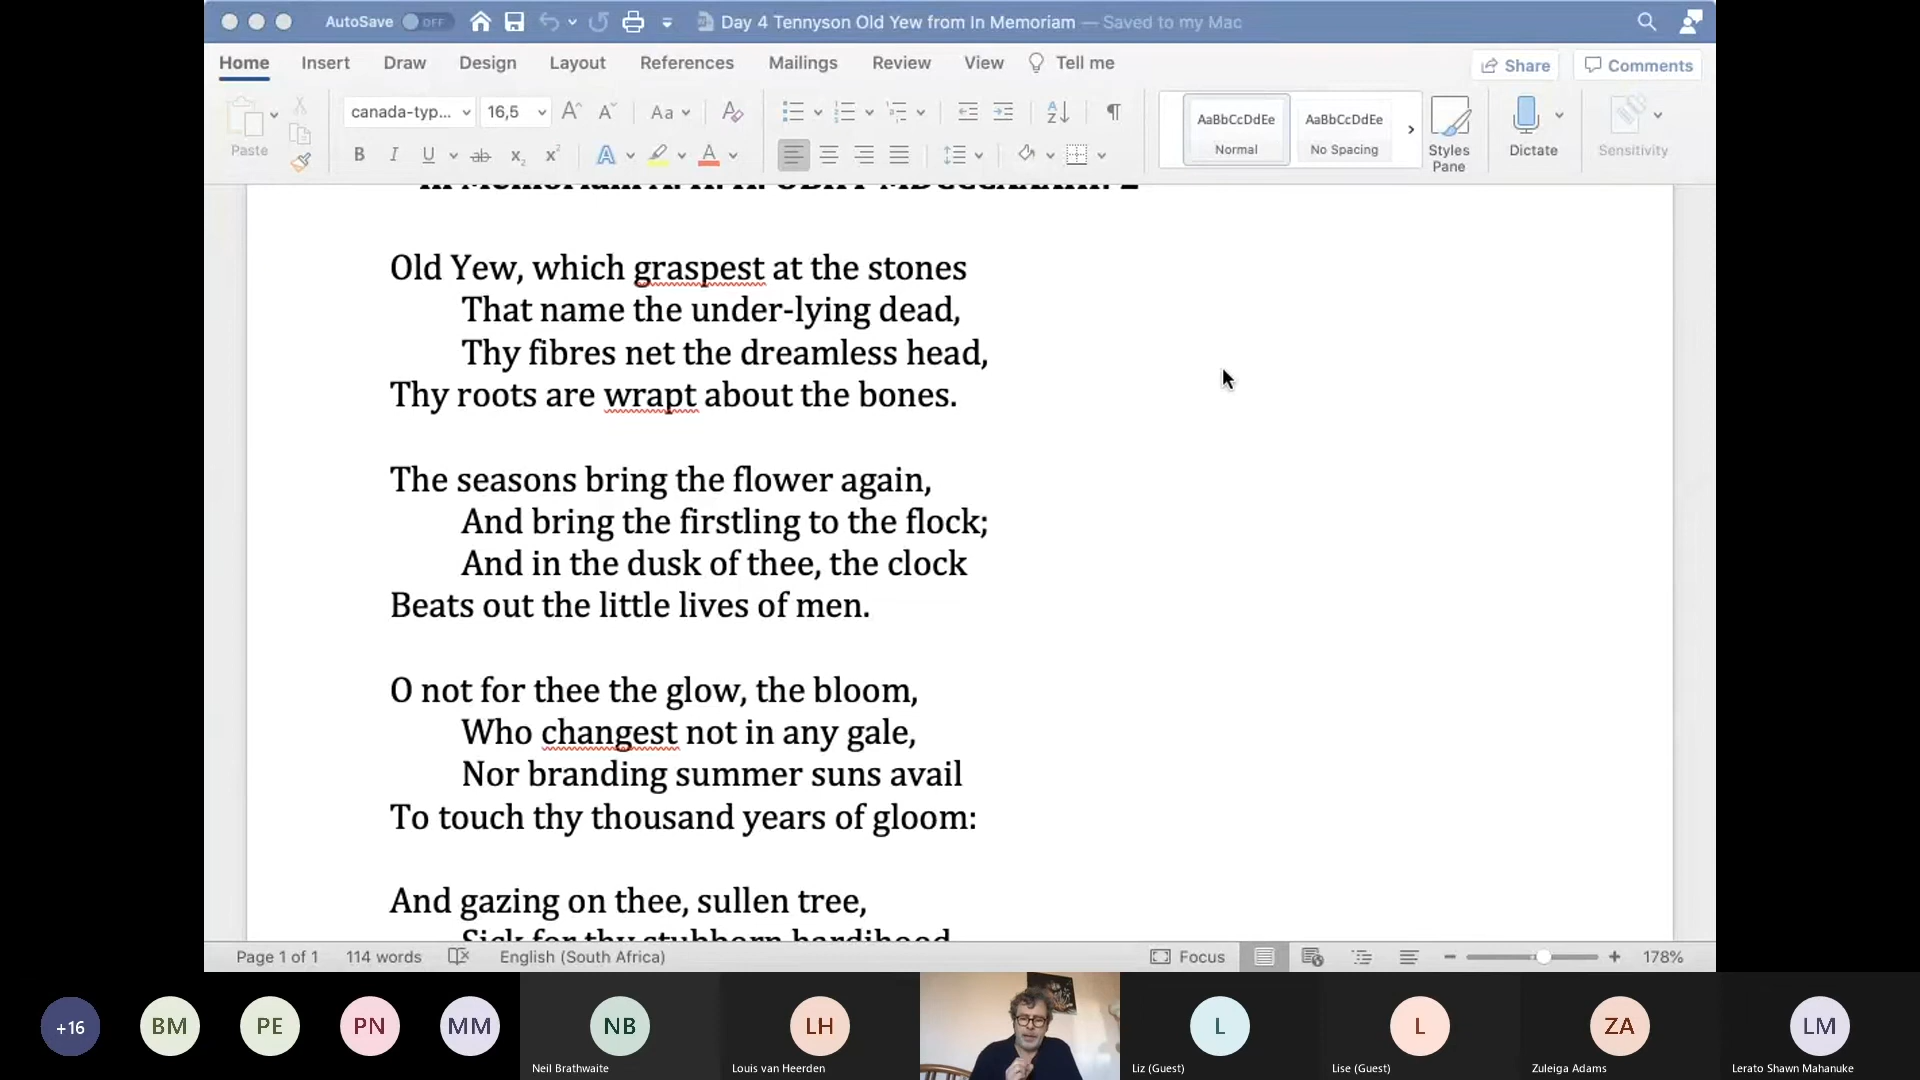 AutoSave OFF Day 4 Tennyson Old Yew from In Memoriam — Saved to my Mac
Home Insert Draw Design Layout References Mailings Review View Tell me Share Comments
Paste canada-typ... 16,5 Aa AaBbCcDdEe AaBbCcDdEe
Normal No Spacing Styles Pane Dictate Sensitivity
Old Yew, which graspest at the stones
That name the under-lying dead,
Thy fibres net the dreamless head,
Thy roots are wrapt about the bones.
The seasons bring the flower again,
And bring the firstling to the flock;
And in the dusk of thee, the clock
Beats out the little lives of men.
O not for thee the glow, the bloom,
Who changest not in any gale,
Nor branding summer suns avail
To touch thy thousand years of gloom:
And gazing on thee, sullen tree,
Sick for thy stubborn hardihood
Page 1 of 1 114 words English (South Africa) Focus 178%
+16 BM PE PN MM NB LH L L ZA LM
Neil Brathwaite Louis van Heerden Liz (Guest) Lise (Guest) Zuleiga Adams Lerato Shawn Mahanuke